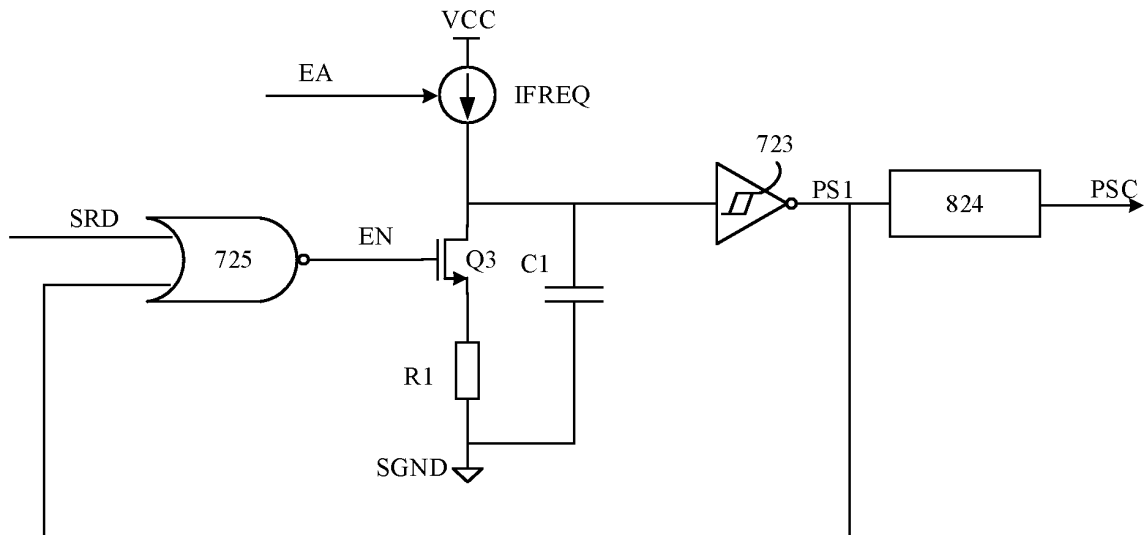 VCC
EA
IFREQ
723
PS1
824
PSC
SRD
725
EN
Q3
C1
R1
SGND